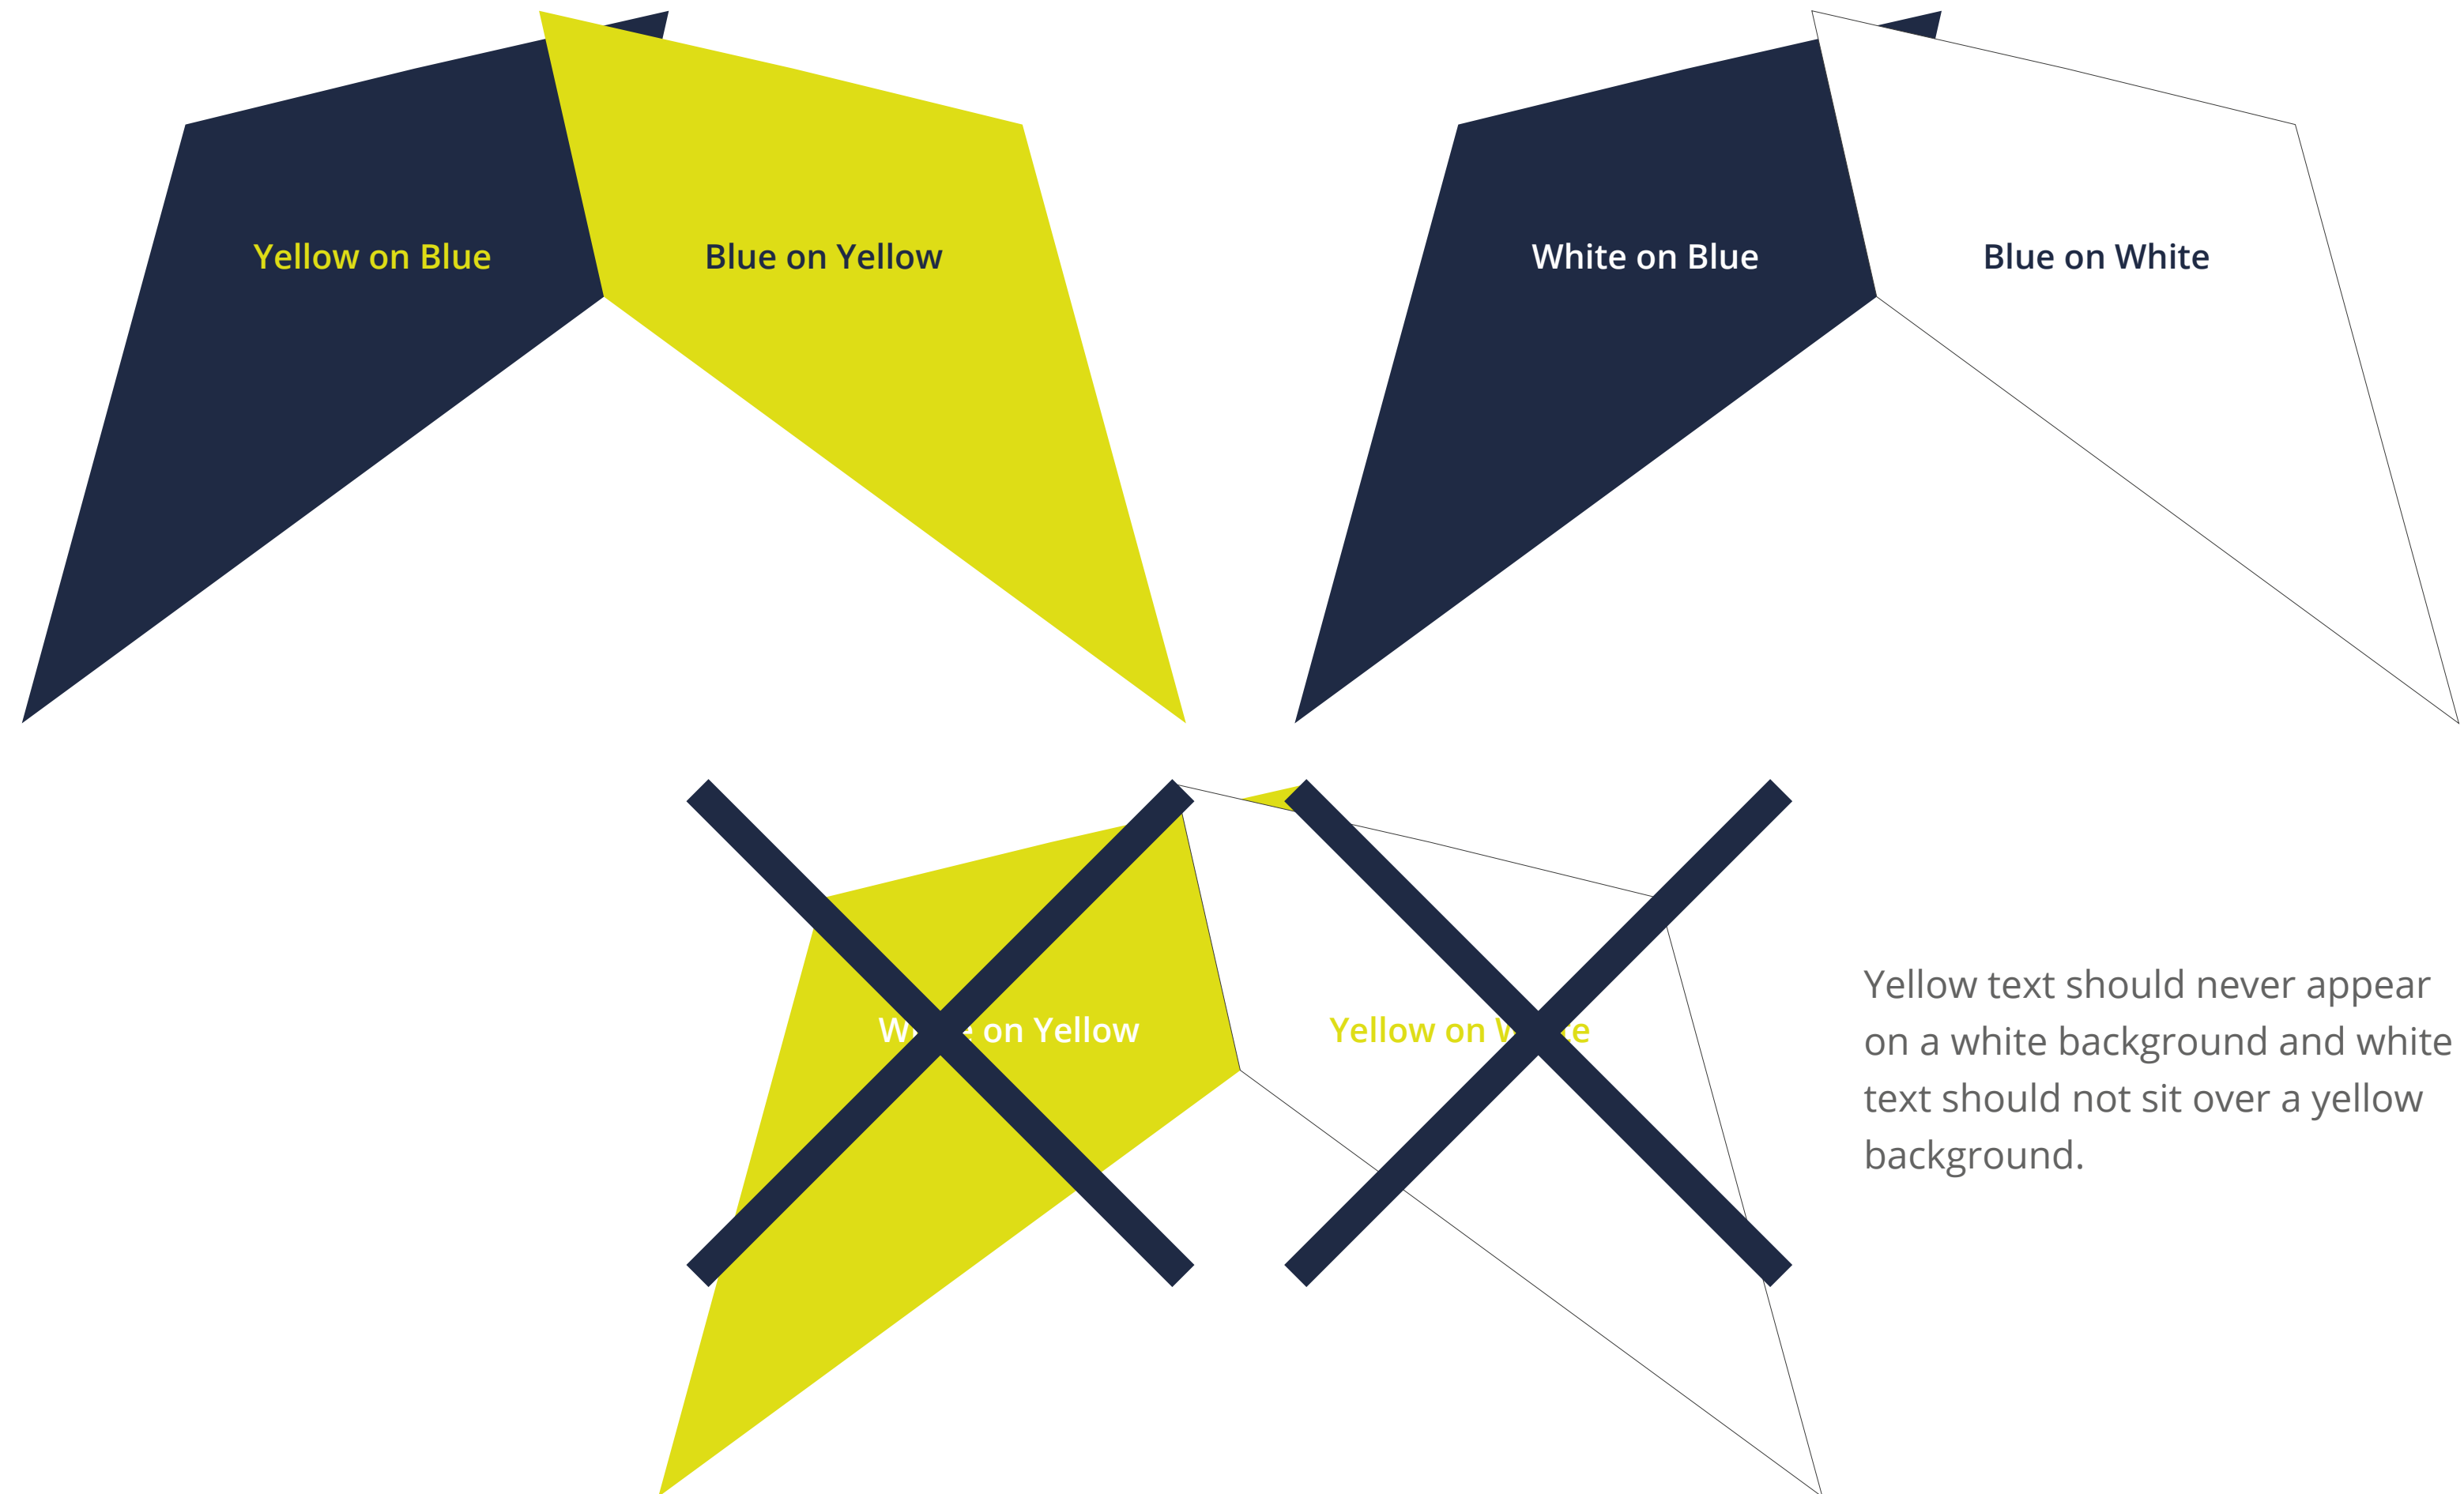 Yellow on Blue
Blue on Yellow
White on Blue
Blue on White
on Yellow
Yellow on
Yellow text should never appear
on a white background and white
text should not sit over a yellow
background.